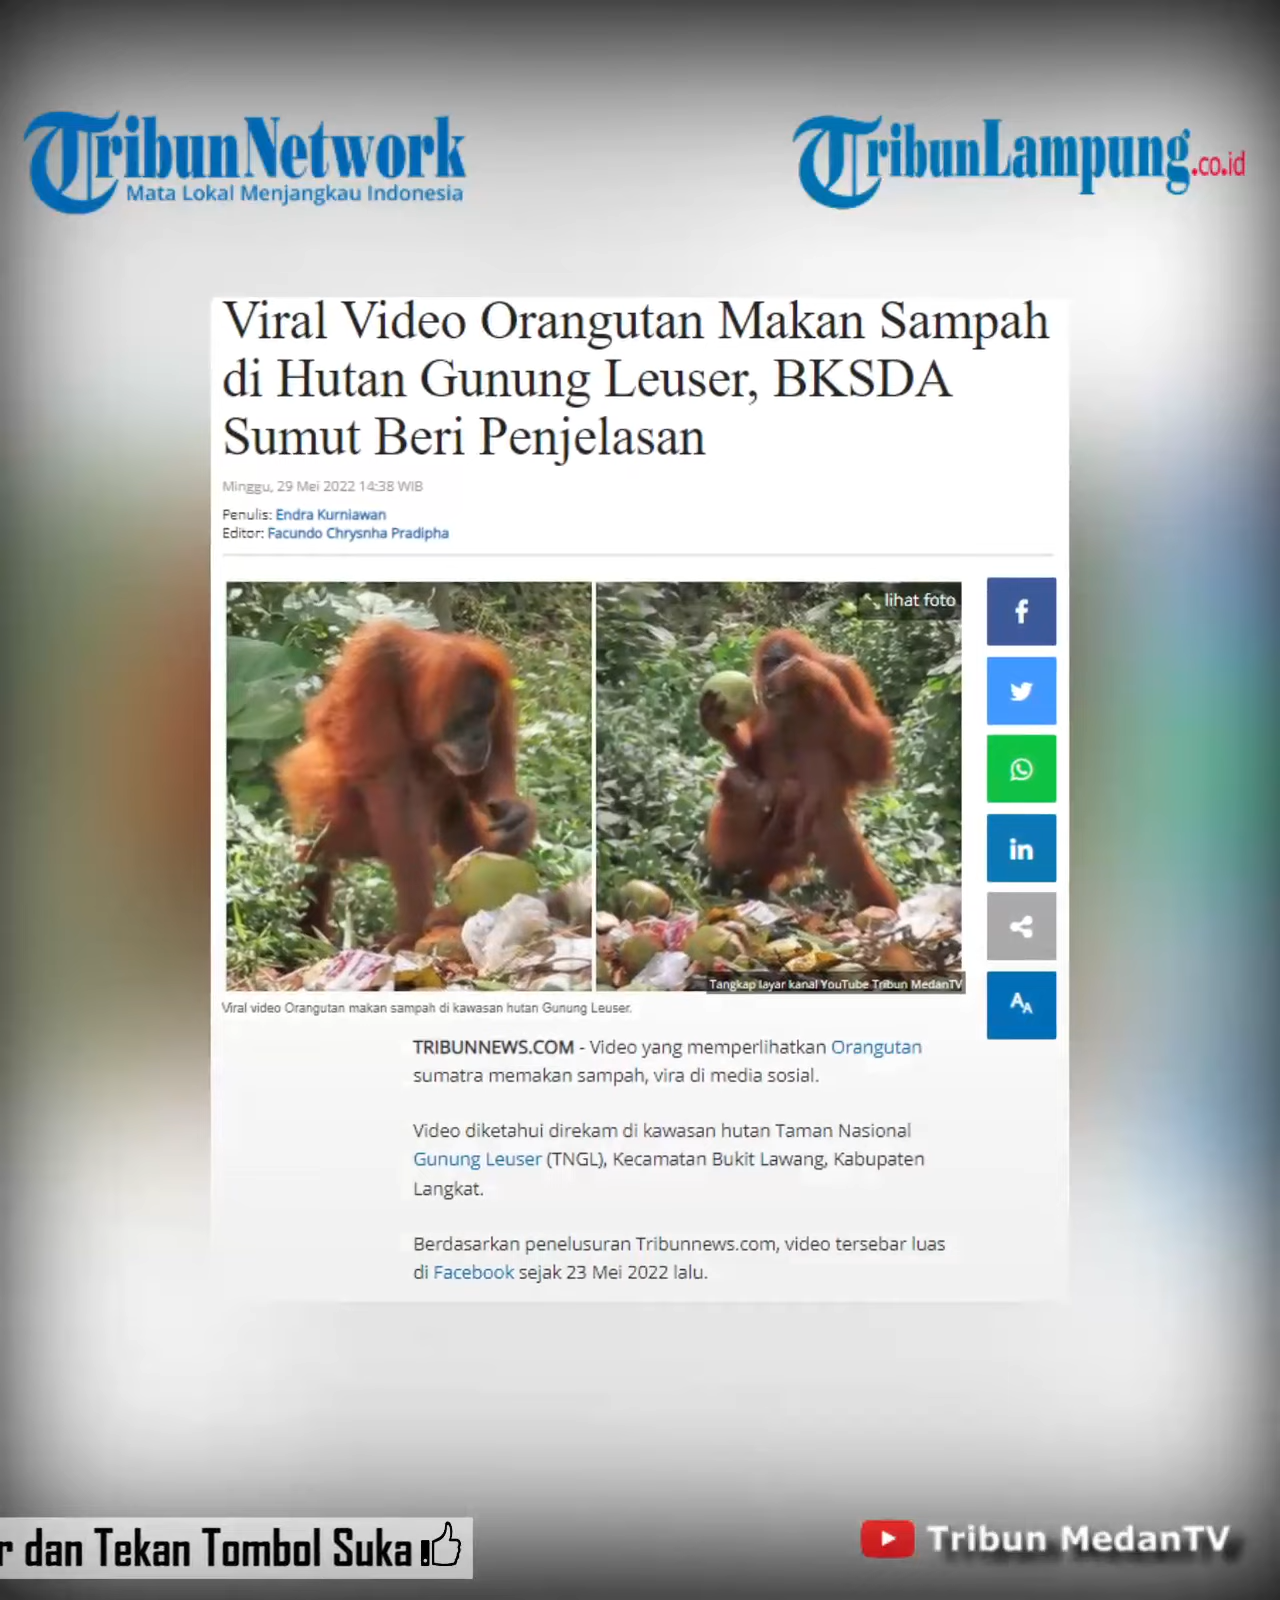 TribunNetwork
Mata Lokal Menjangkau Indonesia
TribunLampung.co.id
Viral Video Orangutan Makan Sampah
di Hutan Gunung Leuser, BKSDA
Sumut Beri Penjelasan
Minggu, 29 Mei 2022 14:38 WIB
Penulis: Endra Kurniawan
Editor: Facundo Chrysnha Pradipha
lihat foto
f
in
AA
Tangkap layar kanal YouTube Tribun MedanTV
Viral video Orangutan makan sampah di kawasan hutan Gunung Leuser.
TRIBUNNEWS.COM - Video yang memperlihatkan Orangutan
sumatra memakan sampah, vira di media sosial.
Video diketahui direkam di kawasan hutan Taman Nasional
Gunung Leuser (TNGL), Kecamatan Bukit Lawang, Kabupaten
Langkat.
Berdasarkan penelusuran Tribunnews.com, video tersebar luas
di Facebook sejak 23 Mei 2022 lalu.
r dan Tekan Tombol Suka
Tribun MedanTV